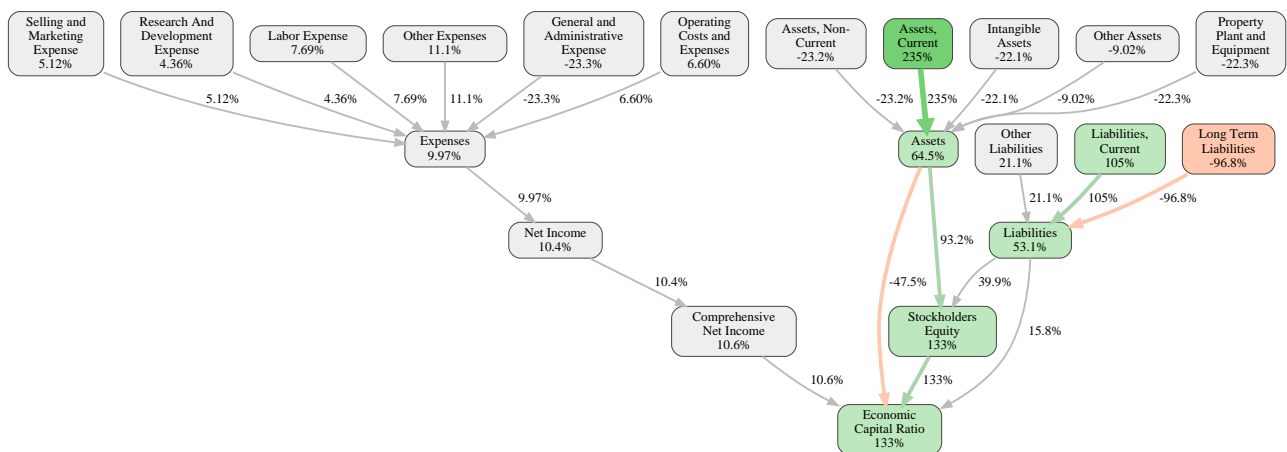 Selling and
Marketing
Expense
5.12%
Research And
Development
Expense
4.36%
Labor Expense
7.69%
Other Expenses
11.1%
General and
Administrative
Expense
-23.3%
Operating
Costs and
Expenses
6.60%
Assets, Non-
Current
-23.2%
Assets,
Current
235%
Intangible
Assets
-22.1%
Other Assets
-9.02%
Property
Plant and
Equipment
-22.3%
5.12%
4.36%
7.69%
11.1%
-23.3%
6.60%
-23.2%
235%
-22.1%
-9.02%
-22.3%
Expenses
9.97%
Assets
64.5%
Other
Liabilities
21.1%
Liabilities,
Current
105%
Long Term
Liabilities
-96.8%
9.97%
21.1%
105%
-96.8%
Net Income
10.4%
93.2%
Liabilities
53.1%
10.4%
-47.5%
39.9%
Comprehensive
Net Income
10.6%
Stockholders
Equity
133%
15.8%
10.6%
133%
Economic
Capital Ratio
133%